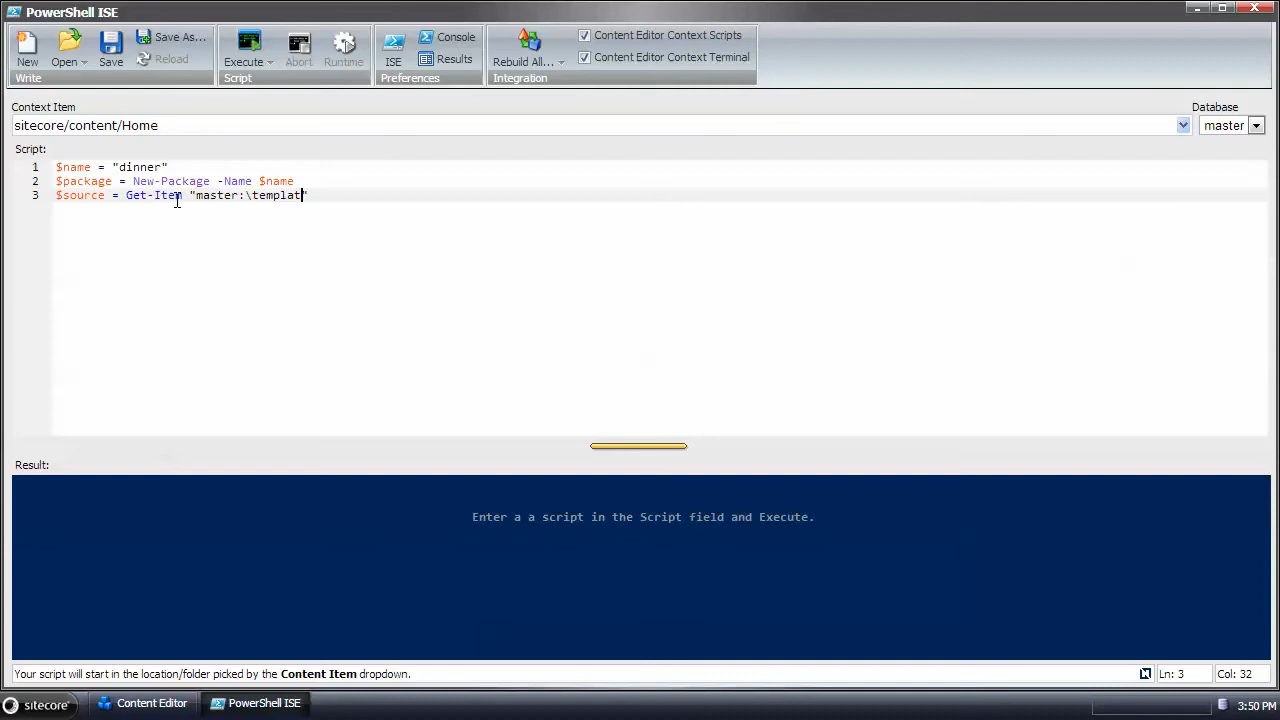 PowerShell ISE
New
Open
Save
Save As...
Reload
Write
Execute
Abort
Runtime
Script
ISE
Console
Results
Preferences
Rebuild All...
Content Editor Context Scripts
Content Editor Context Terminal
Integration
Context Item
Database
sitecore/content/Home
master
Script:
1 $name = "dinner"
2 $package = New-Package -Name $name
3 $source = Get-Item "master:\templat"
Result:
Enter a a script in the Script field and Execute.
Your script will start in the location/folder picked by the Content Item dropdown.
Ln: 3
Col: 32
sitecore
Content Editor
PowerShell ISE
3:50 PM